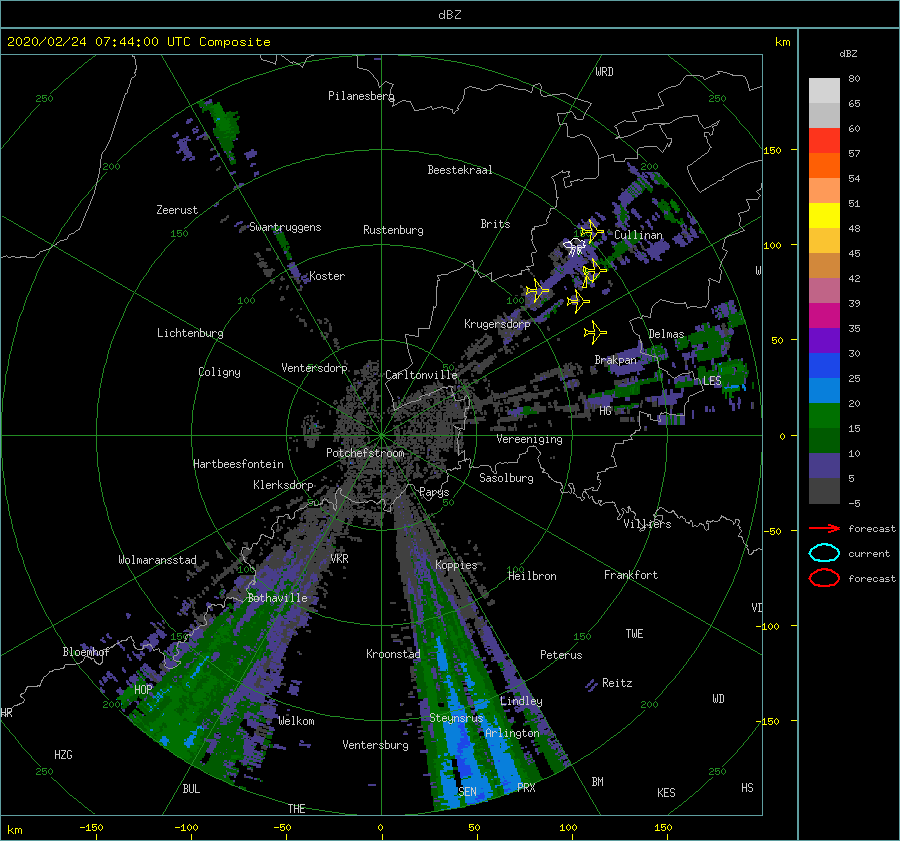 dBZ
2020/02/24 07:44:00 UTC Composite
km
dBZ
80
65
60
57
54
51
48
45
42
39
35
30
25
20
15
10
5
-5
forecast
current
forecast
250
WRD
250
Pilanesberg
150
200
Beestekraal
200
Zeerust
Swartruggens
Rustenburg
Brits
150
Cullinan
100
Koster
W
100
100
Krugersdorp
Lichtenburg
Delmas
50
Ventersdorp
Brakpan
Coligny
Carltonville
LES
HG
Vereeniging
0
Potchefstroom
Hartbeesfontein
Klerksdorp
Sasolburg
Parys
50
50
Villiers
-50
Wolmaransstad
VKR
Koppies
100
100
Heilbron
Frankfort
Bothaville
VD
-100
150
150
TWE
Bloemhof
Kroonstad
Peterus
Reitz
HOP
200
200
Lindley
WD
HR
Welkom
Steynsrus
-150
Arlington
Ventersburg
HZG
250
250
BUL
SEN
PRX
BM
KES
HS
THE
km
-150
-100
-50
0
50
100
150